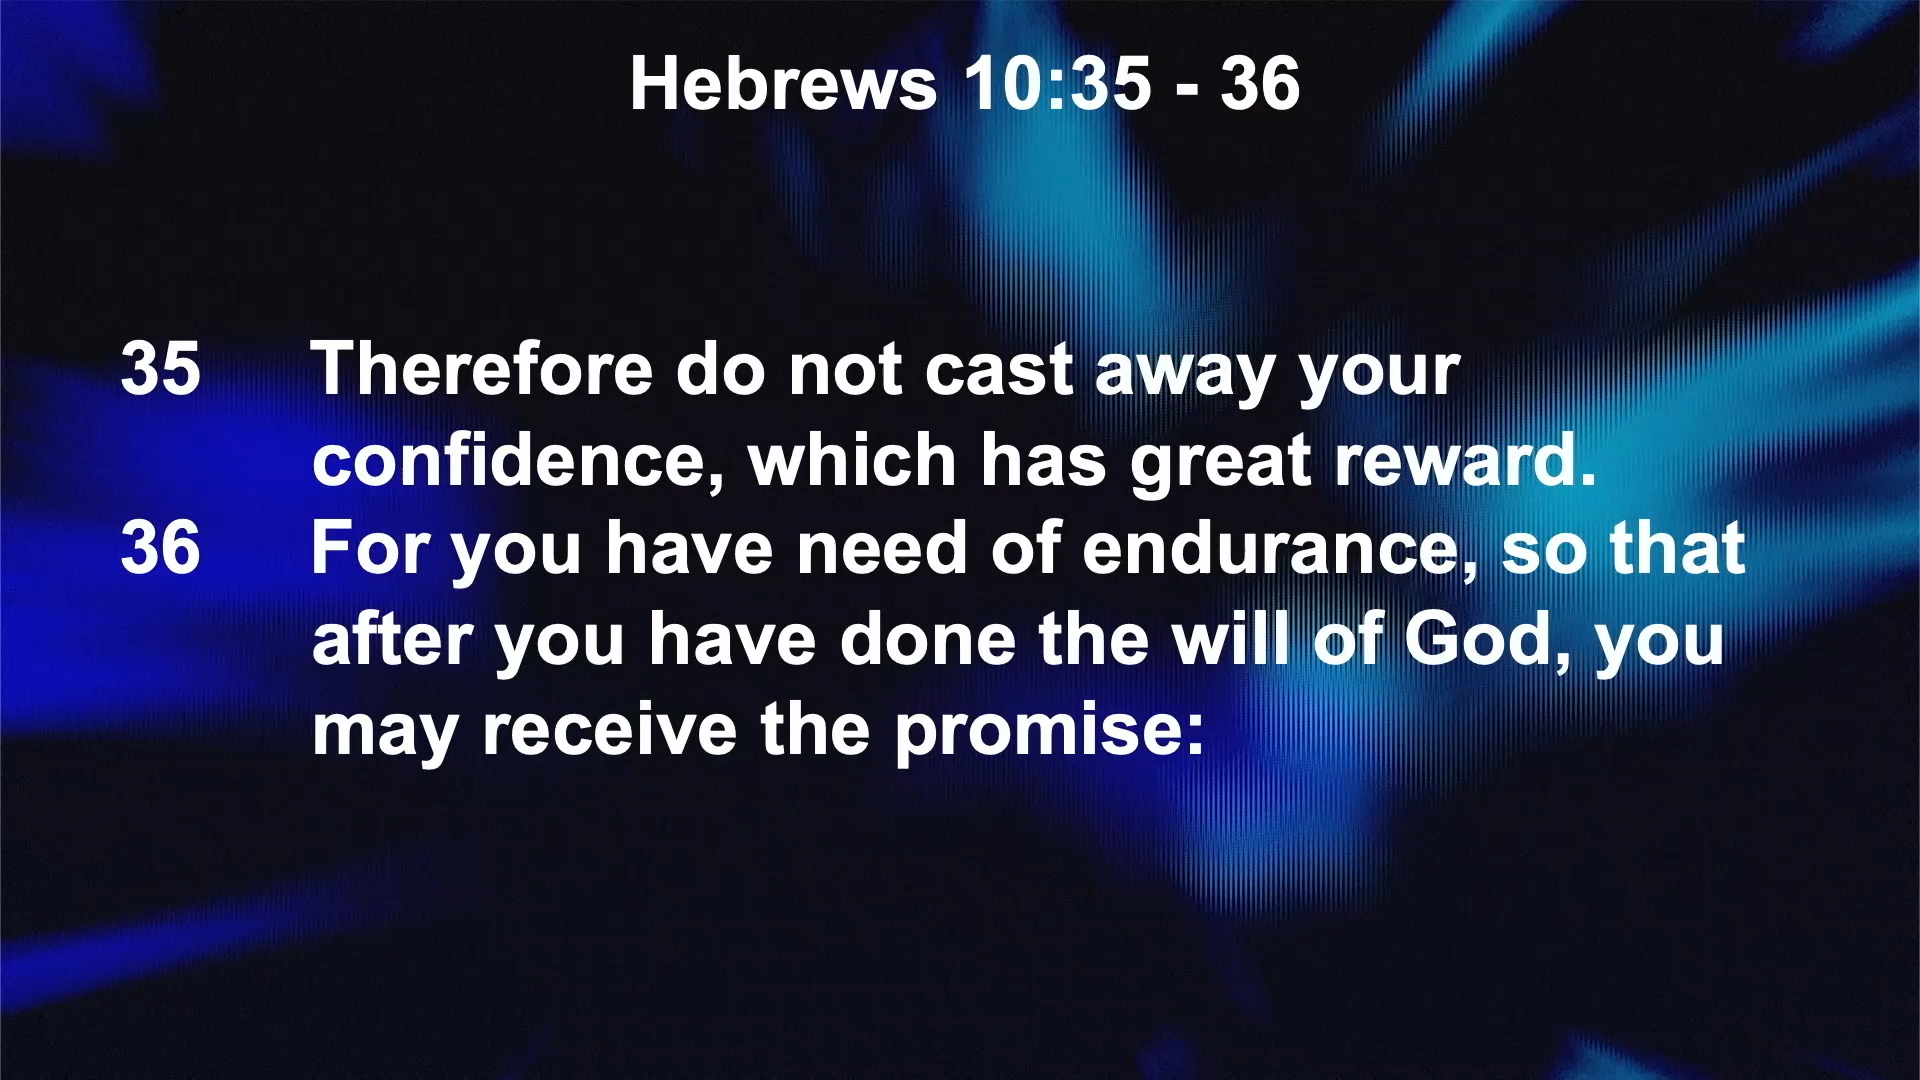 Hebrews 10:35 - 36
35 Therefore do not cast away your
confidence, which has great reward.
36 For you have need of endurance, so that
after you have done the will of God, you
may receive the promise: